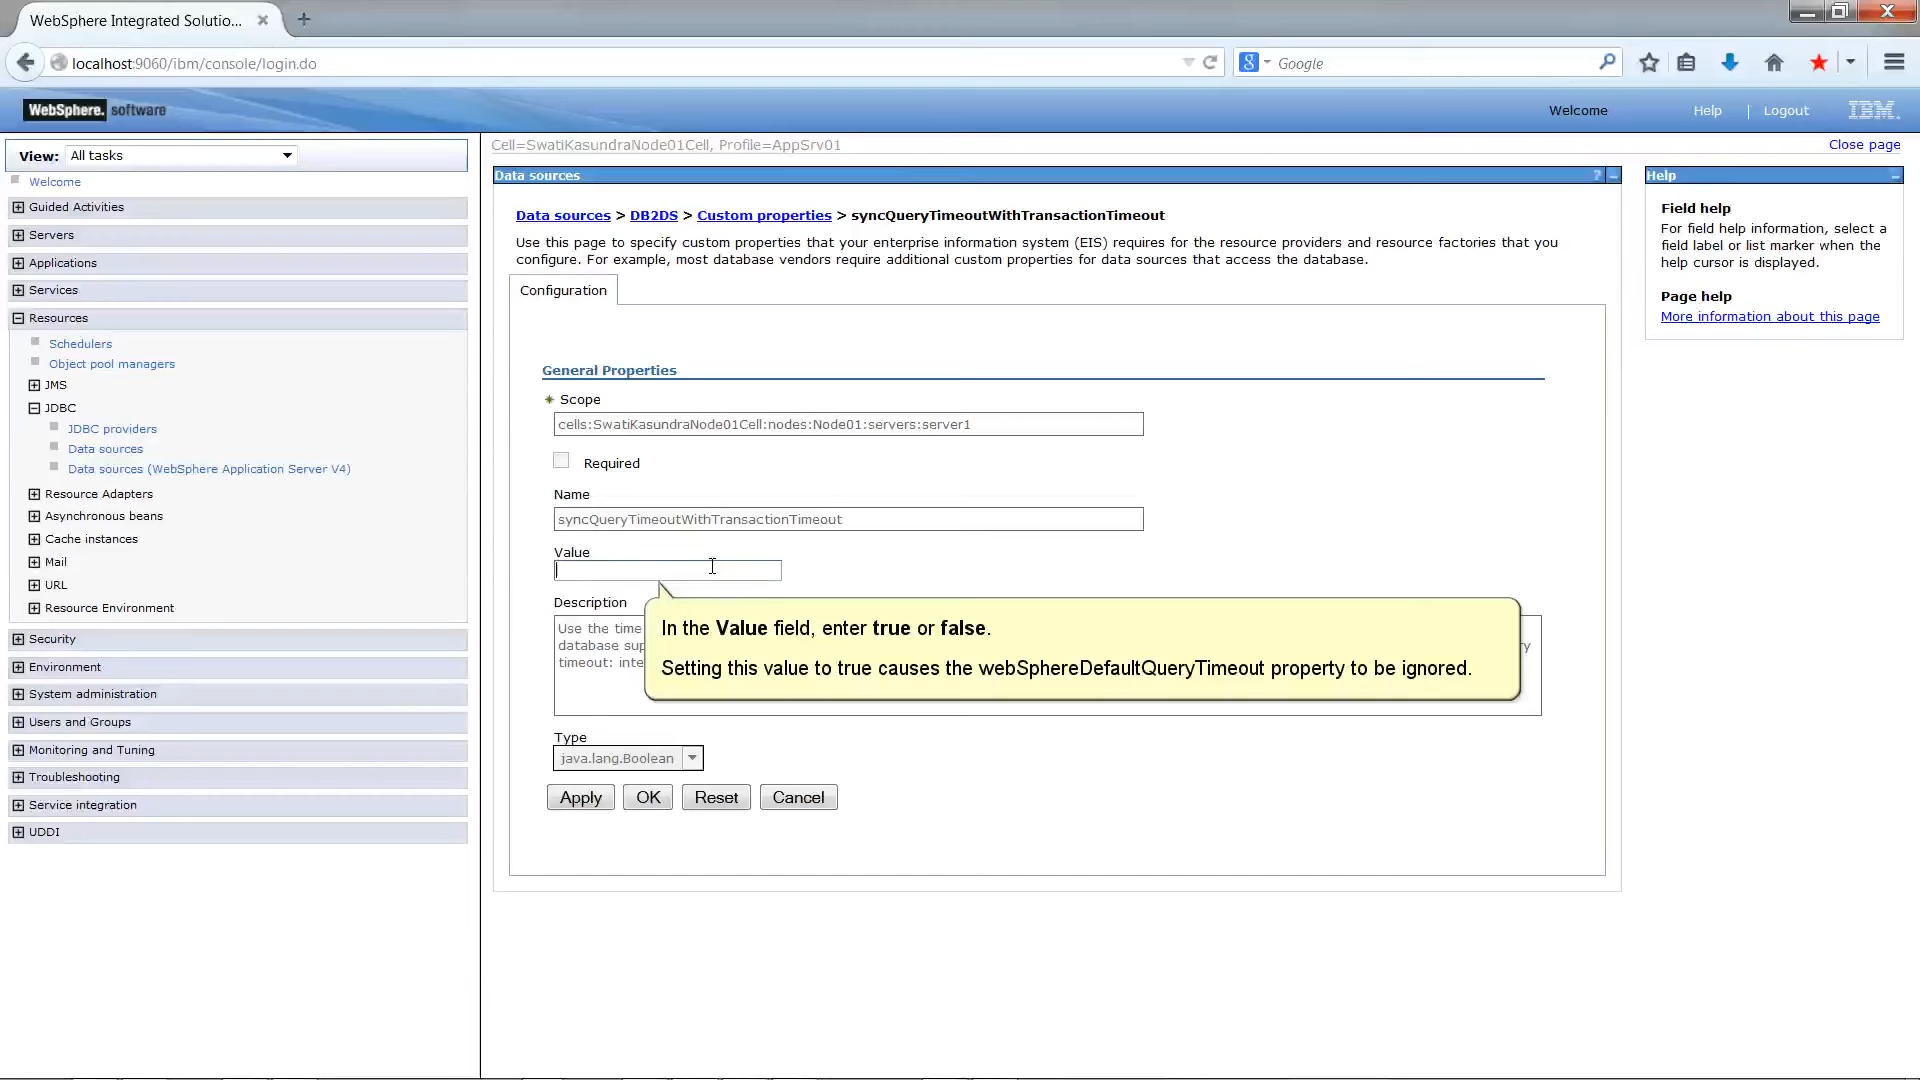 WebSphere Integrated Solutio...
localhost:9060/ibm/console/login.do
Google
WebSphere. software
Welcome
Help
Logout
IBM.
View: All tasks
Cell=SwatiKasundraNode01Cell, Profile=AppSrv01
Close page
Welcome
Guided Activities
Servers
Applications
Services
Resources
Schedulers
Object pool managers
JMS
JDBC
JDBC providers
Data sources
Data sources (WebSphere Application Server V4)
Resource Adapters
Asynchronous beans
Cache instances
Mail
URL
Resource Environment
Security
Environment
System administration
Users and Groups
Monitoring and Tuning
Troubleshooting
Service integration
UDDI
Data sources
Data sources > DB2DS > Custom properties > syncQueryTimeoutWithTransactionTimeout
Use this page to specify custom properties that your enterprise information system (EIS) requires for the resource providers and resource factories that you
configure. For example, most database vendors require additional custom properties for data sources that access the database.
Configuration
General Properties
Scope
cells:SwatiKasundraNode01Cell:nodes:Node01:servers:server1
Required
Name
syncQueryTimeoutWithTransactionTimeout
Value
Description
Use the time
database
timeout:
In the Value field, enter true or false.
Setting this value to true causes the webSphereDefaultQueryTimeout property to be ignored.
Type
java.lang.Boolean
Apply
OK
Reset
Cancel
Help
Field help
For field help information, select a
field label or list marker when the
help cursor is displayed.
Page help
More information about this page